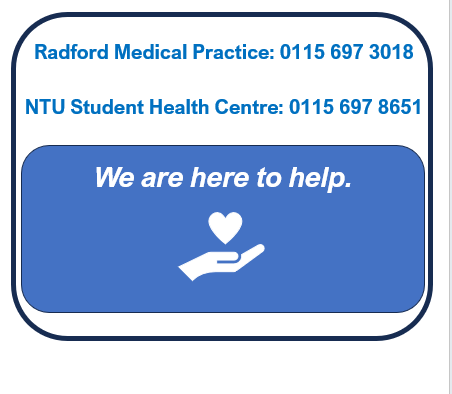 Radford Medical Practice: 0115 697 3018
NTU Student Health Centre: 0115 697 8651
We are here to help.